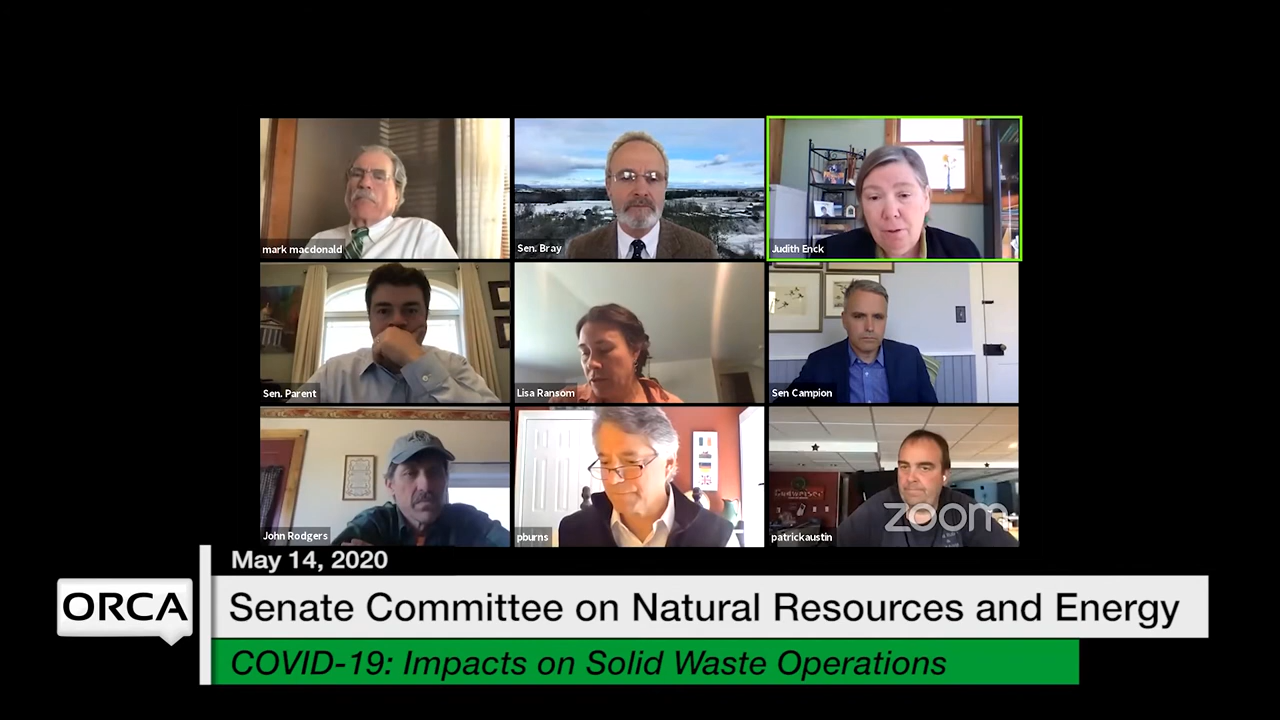 mark macdonald
Sen. Bray
Judith Enck
Sen. Parent
Lisa Ransom
Sen Campion
John Rodgers
pburns
patrickaustin
zoom
May 14, 2020
ORCA
Senate Committee on Natural Resources and Energy
COVID-19: Impacts on Solid Waste Operations